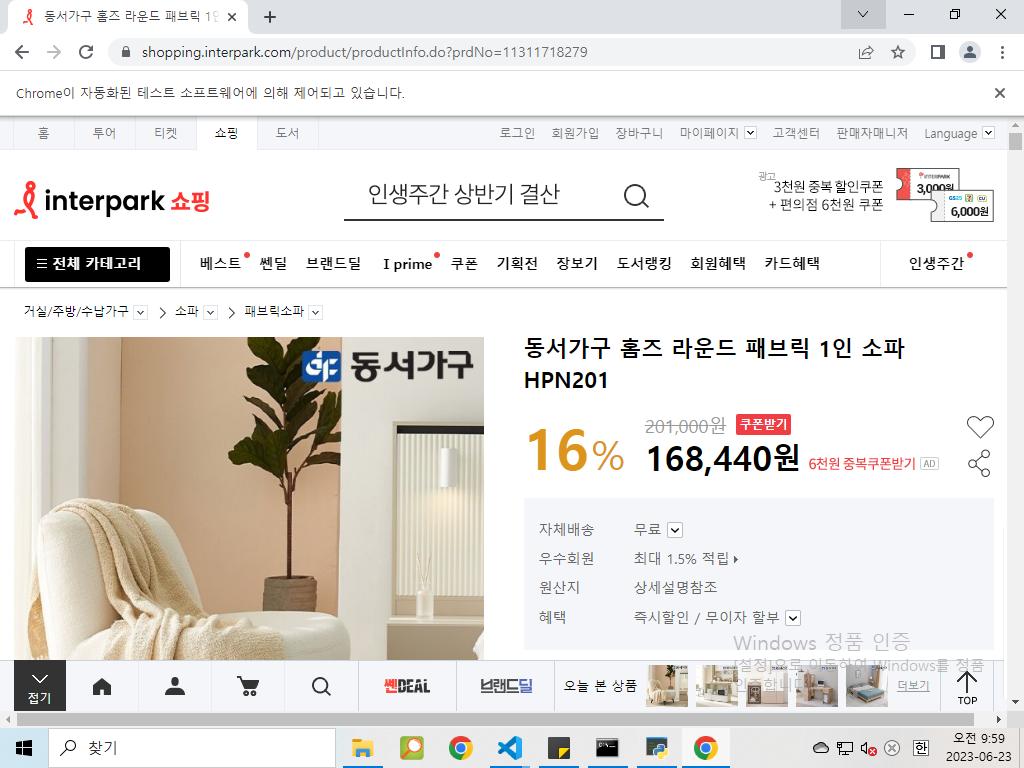 동서가구 홈즈 라운드 패브릭 1인
shopping.interpark.com/product/productInfo.do?prdNo=11311718279
Chrome이 자동화된 테스트 소프트웨어에 의해 제어되고 있습니다.
홈 투어 티켓 쇼핑 도서 로그인 회원가입 장바구니 마이페이지 고객센터 판매자매니저 Language
interpark 쇼핑
인생주간 상반기 결산
광고
3천원 중복 할인쿠폰
+ 편의점 6천원 쿠폰
INTERPARK
3,000원
GS25 CU
6,000원
전체 카테고리 베스트 쎈딜 브랜드딜 I prime 쿠폰 기획전 장보기 도서랭킹 회원혜택 카드혜택 인생주간
거실/주방/수납가구 소파 패브릭소파
동서가구
동서가구 홈즈 라운드 패브릭 1인 소파
HPN201
16%
201,000원 쿠폰받기
168,440원 6천원 중복쿠폰받기 AD
자체배송 무료
우수회원 최대 1.5% 적립
원산지 상세설명참조
혜택 즉시할인 / 무이자 할부
Windows 정품 인증
[설정]으로 이동하여 Windows를 정품
인증합니다
접기 쎈DEAL 브랜드딜 오늘 본 상품 더보기 TOP
찾기
오전 9:59
2023-06-23
한